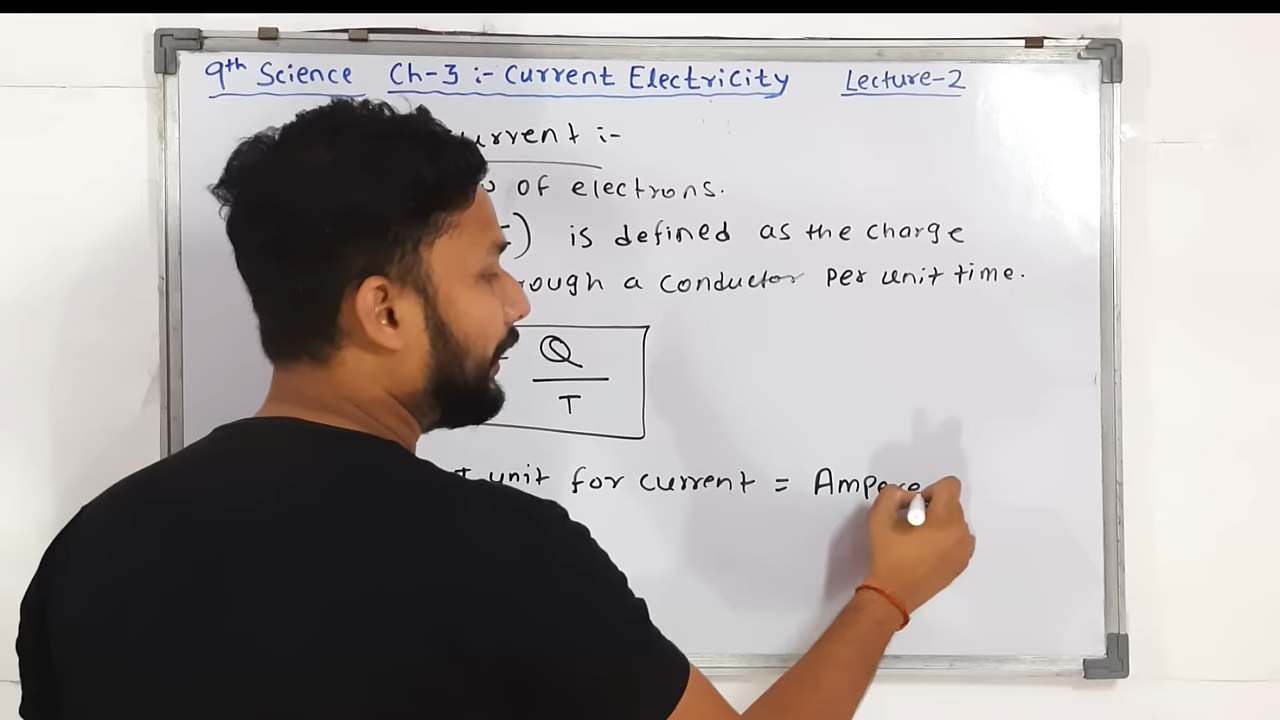 9th Science Ch-3 :- Current Electricity Lecture-2
urrent :-
of electrons.
) is defined as the charge
rough a conductor per unit time.
Q
T
unit for current = Ampere